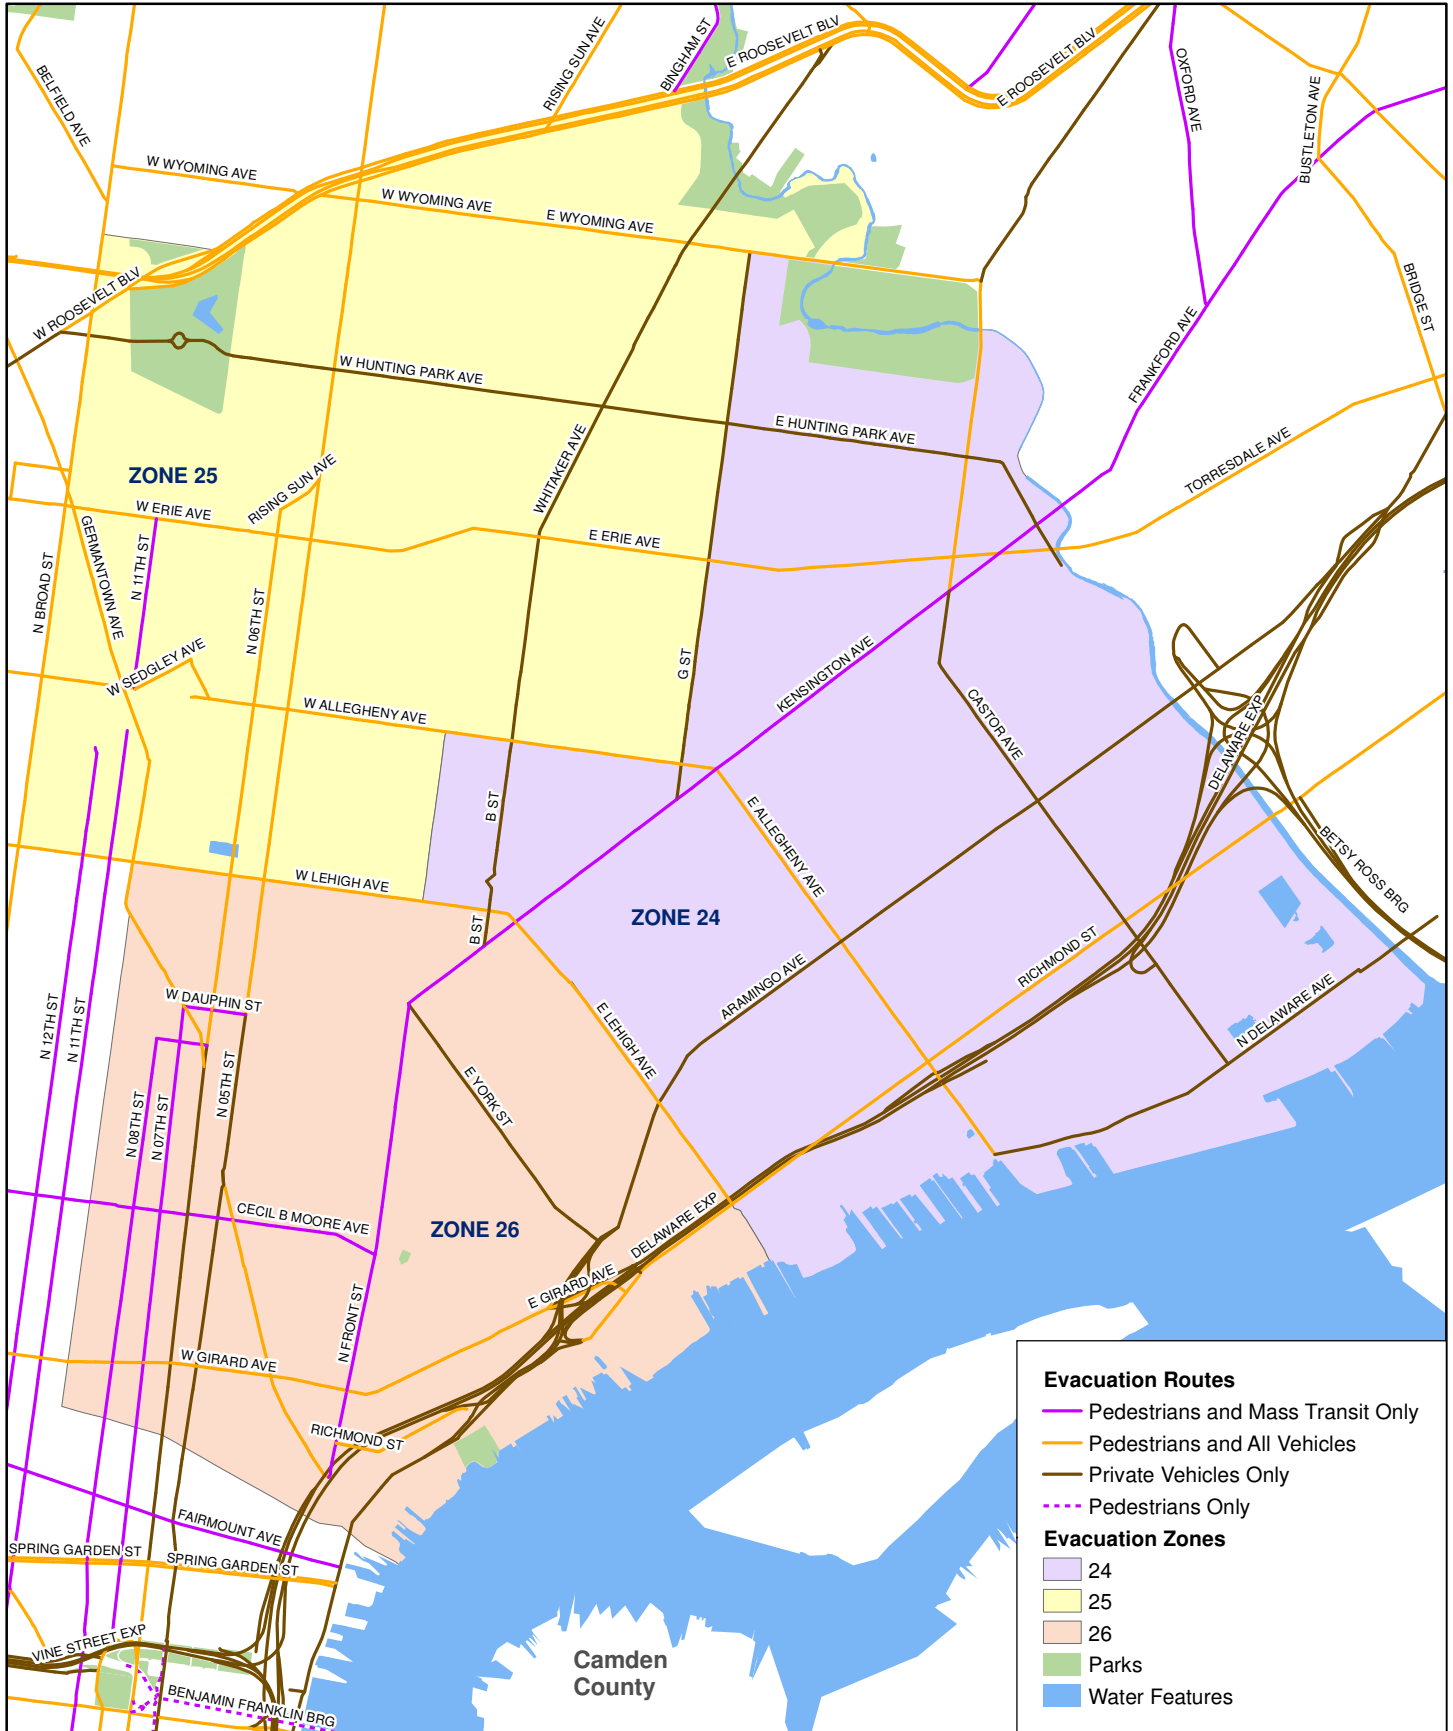 BELFIELD AVE
RISING SUN AVE
BINGHAM ST
E ROOSEVELT BLV
E ROOSEVELT BLV
OXFORD AVE
BUSTLETON AVE
W WYOMING AVE
W WYOMING AVE
E WYOMING AVE
W ROOSEVELT BLV
BRIDGE ST
FRANKFORD AVE
W HUNTING PARK AVE
E HUNTING PARK AVE
WHITAKER AVE
TORRESDALE AVE
ZONE 25
RISING SUN AVE
W ERIE AVE
E ERIE AVE
GERMANTOWN AVE
N 11TH ST
N BROAD ST
N 06TH ST
W SEDGLEY AVE
G ST
KENSINGTON AVE
W ALLEGHENY AVE
CASTOR AVE
DELAWARE EXP
B ST
E ALLEGHENY AVE
BETSY ROSS BRG
W LEHIGH AVE
ZONE 24
B ST
RICHMOND ST
ARAMINGO AVE
W DAUPHIN ST
N 12TH ST
N 11TH ST
E LEHIGH AVE
N DELAWARE AVE
N 05TH ST
E YORK ST
N 08TH ST
N 07TH ST
CECIL B MOORE AVE
ZONE 26
DELAWARE EXP
E GIRARD AVE
N FRONT ST
W GIRARD AVE
RICHMOND ST
FAIRMOUNT AVE
SPRING GARDEN ST
SPRING GARDEN ST
VINE STREET EXP
BENJAMIN FRANKLIN BRG
Camden
County
Evacuation Routes
Pedestrians and Mass Transit Only
Pedestrians and All Vehicles
Private Vehicles Only
Pedestrians Only
Evacuation Zones
24
25
26
Parks
Water Features